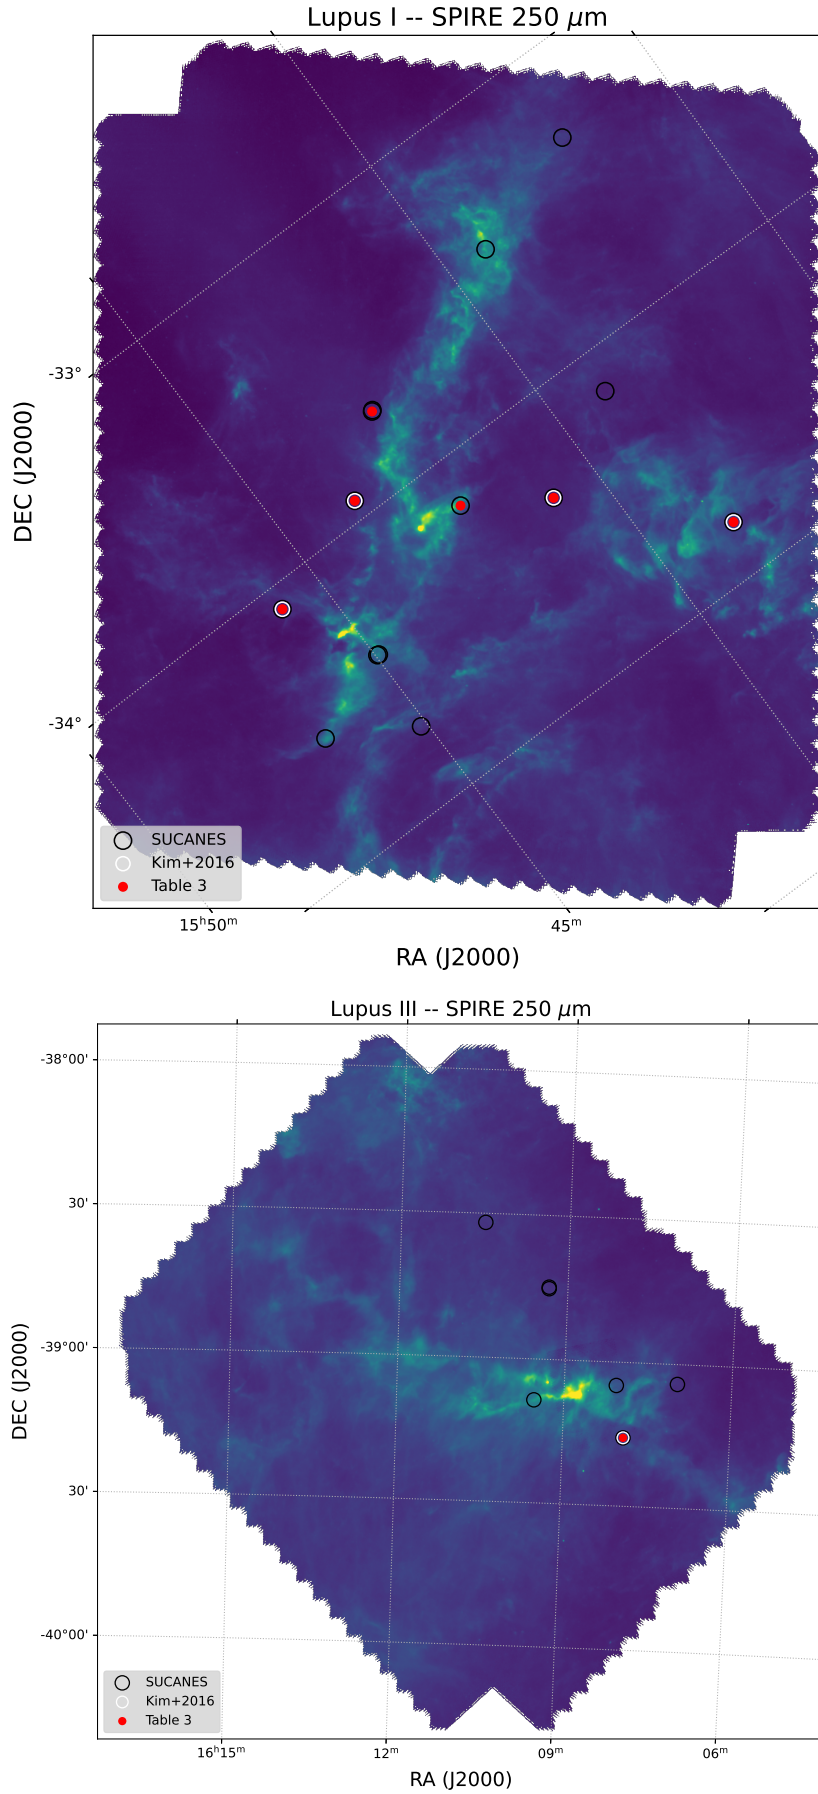 Lupus I -- SPIRE 250 μm
DEC (J2000)
-33°
-34°
SUCANES
Kim+2016
Table 3
15ʰ50ᵐ
45ᵐ
RA (J2000)
Lupus III -- SPIRE 250 μm
DEC (J2000)
-38°00'
30'
-39°00'
30'
-40°00'
SUCANES
Kim+2016
Table 3
16ʰ15ᵐ
12ᵐ
09ᵐ
06ᵐ
RA (J2000)